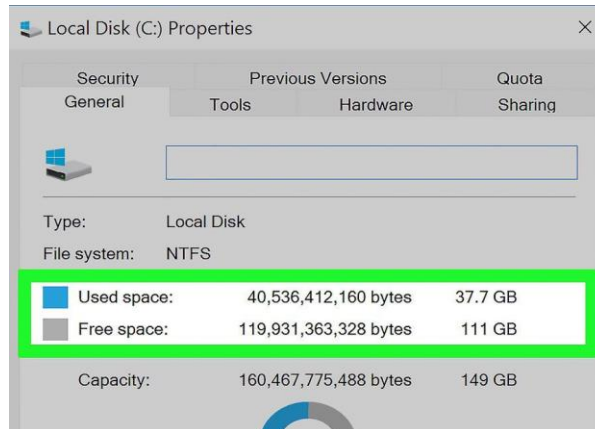 Local Disk (C:) Properties
Security Previous Versions Quota
General Tools Hardware Sharing
Type: Local Disk
File system: NTFS
Used space: 40,536,412,160 bytes 37.7 GB
Free space: 119,931,363,328 bytes 111 GB
Capacity: 160,467,775,488 bytes 149 GB